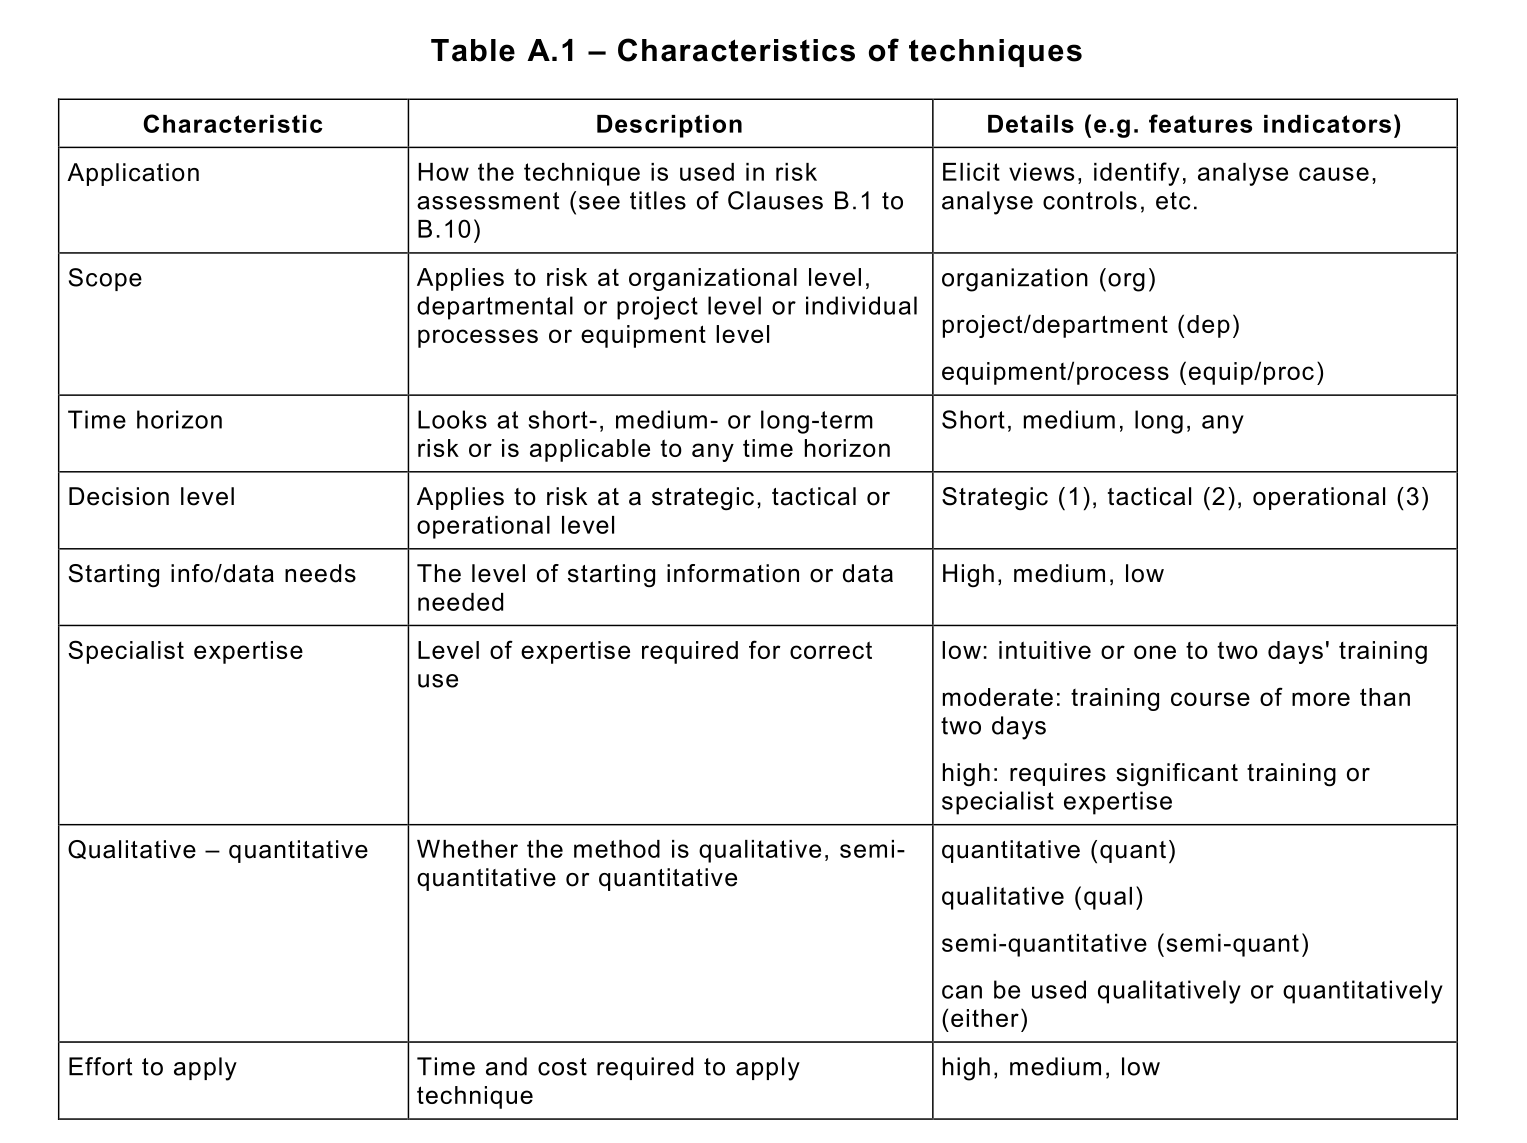 Table A.1 – Characteristics of techniques
Characteristic
Description
Details (e.g. features indicators)
Application
How the technique is used in risk
assessment (see titles of Clauses B.1 to
B.10)
Elicit views, identify, analyse cause,
analyse controls, etc.
Scope
Applies to risk at organizational level,
departmental or project level or individual
processes or equipment level
organization (org)
project/department (dep)
equipment/process (equip/proc)
Time horizon
Looks at short-, medium- or long-term
risk or is applicable to any time horizon
Short, medium, long, any
Decision level
Applies to risk at a strategic, tactical or
operational level
Strategic (1), tactical (2), operational (3)
Starting info/data needs
The level of starting information or data
needed
High, medium, low
Specialist expertise
Level of expertise required for correct
use
low: intuitive or one to two days' training
moderate: training course of more than
two days
high: requires significant training or
specialist expertise
Qualitative – quantitative
Whether the method is qualitative, semi-
quantitative or quantitative
quantitative (quant)
qualitative (qual)
semi-quantitative (semi-quant)
can be used qualitatively or quantitatively
(either)
Effort to apply
Time and cost required to apply
technique
high, medium, low